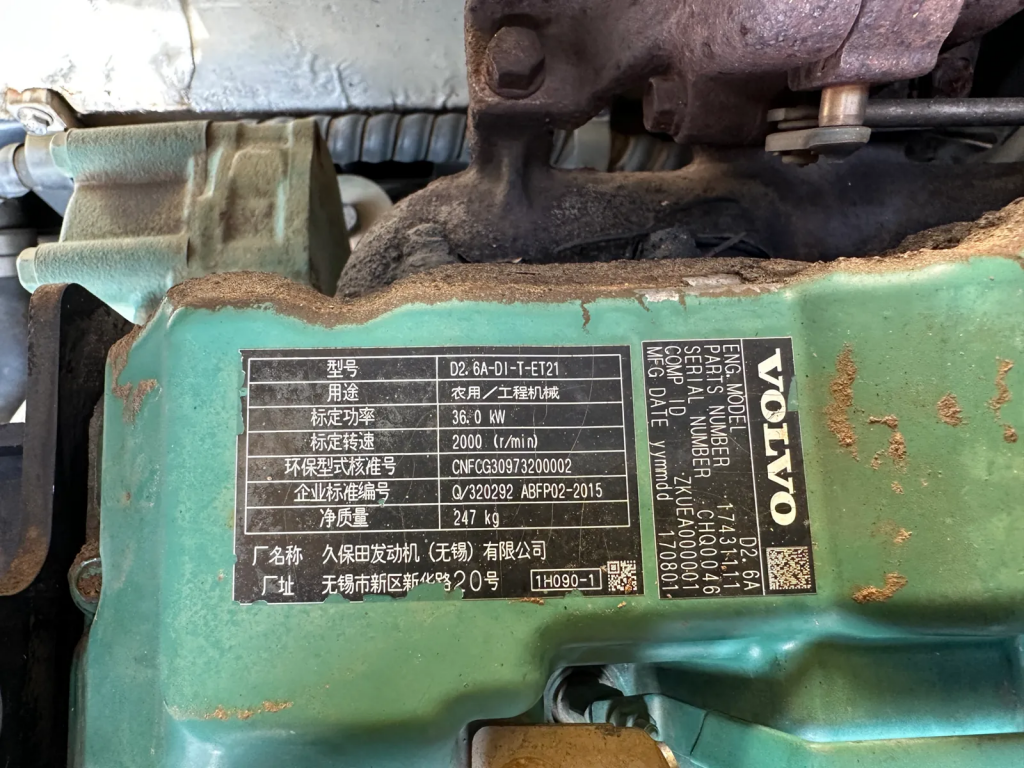 型号 D2.6A-DI-T-ET21
用途 农用/工程机械
标定功率 36.0 kW
标定转速 2000 (r/min)
环保型式核准号 CNFCG30973200002
企业标准编号 Q/320292 ABFP02-2015
净质量 247 kg
厂名称 久保田发动机(无锡)有限公司
厂址 无锡市新区新华路20号 1H090-1
VOLVO
ENG. MODEL D2.6A
PARTS NUMBER 17431111
SERIAL NUMBER CHQ00046
COMP ID ZKUEA000001
MFG DATE yymmdd 170801